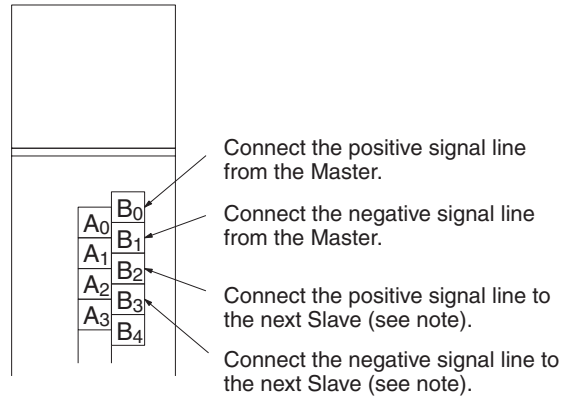 Connect the positive signal line
from the Master.
B0
A0
Connect the negative signal line
from the Master.
B1
A1
B2
A2
Connect the positive signal line to
the next Slave (see note).
B3
A3
B4
Connect the negative signal line to
the next Slave (see note).